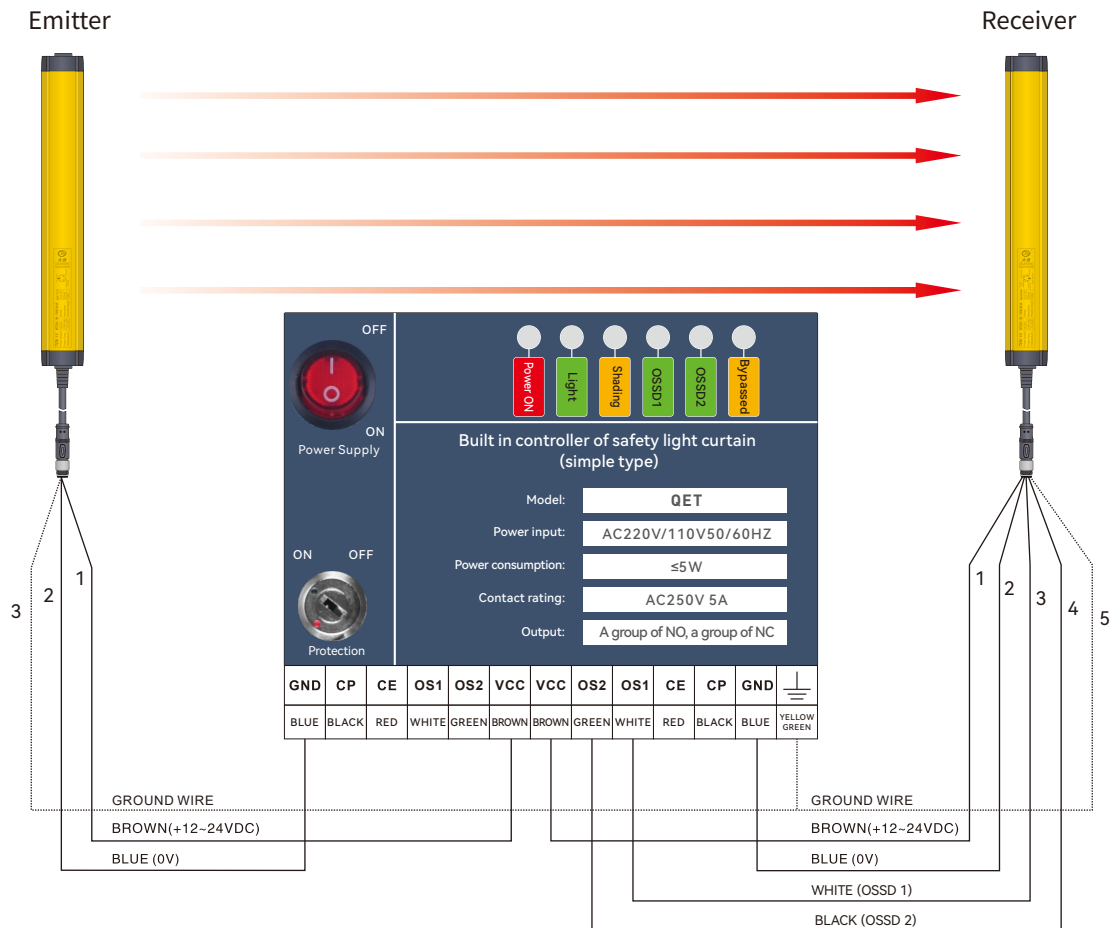 Emitter
Receiver
OFF
ON
Power Supply
Power ON
Light
Shading
OSSD1
OSSD2
Bypassed
Built in controller of safety light curtain
(simple type)
Model: QET
Power input: AC220V/110V50/60HZ
Power consumption: ≤5W
Contact rating: AC250V 5A
Output: A group of NO, a group of NC
ON OFF
Protection
GND CP CE OS1 OS2 VCC VCC OS2 OS1 CE CP GND
BLUE BLACK RED WHITE GREEN BROWN BROWN GREEN WHITE RED BLACK BLUE YELLOW
GREEN
3 2 1
1 2 3 4 5
GROUND WIRE
BROWN(+12~24VDC)
BLUE (0V)
GROUND WIRE
BROWN(+12~24VDC)
BLUE (0V)
WHITE (OSSD 1)
BLACK (OSSD 2)